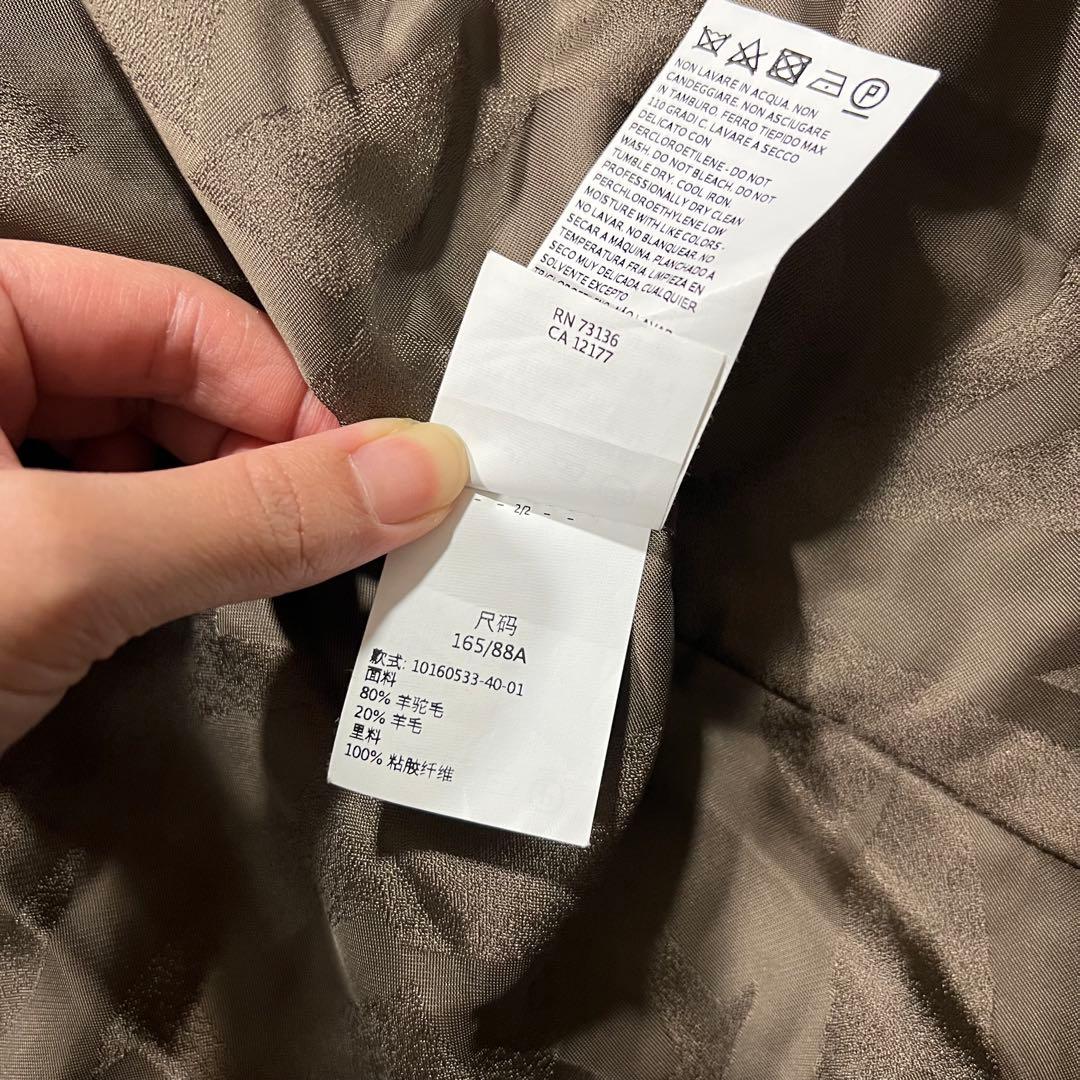 NON LAVARE IN ACQUA, NON
CANDEGGIARE, NON ASCIUGARE
IN TAMBURO, FERRO TIEPIDO MAX
110 GRADI C, LAVARE A SECCO
DELICATO CON
PERCLOROETILENE - DO NOT
WASH, DO NOT BLEACH, DO NOT
TUMBLE DRY, COOL IRON,
PROFESSIONALLY DRY CLEAN
PERCHLOROETHYLENE LOW
MOISTURE WITH LIKE COLORS -
NO LAVAR, NO BLANQUEAR, NO
SECAR A MÁQUINA, PLANCHADO A
TEMPERATURA FRÍA, LIMPIEZA EN
SECO MUY DELICADA, CUALQUIER
SOLVENTE EXCEPTO
RN 73136
CA 12177
- - 2/2 - -
尺码
165/88A
款式: 10160533-40-01
面料
80% 羊驼毛
20% 羊毛
里料
100% 粘胶纤维